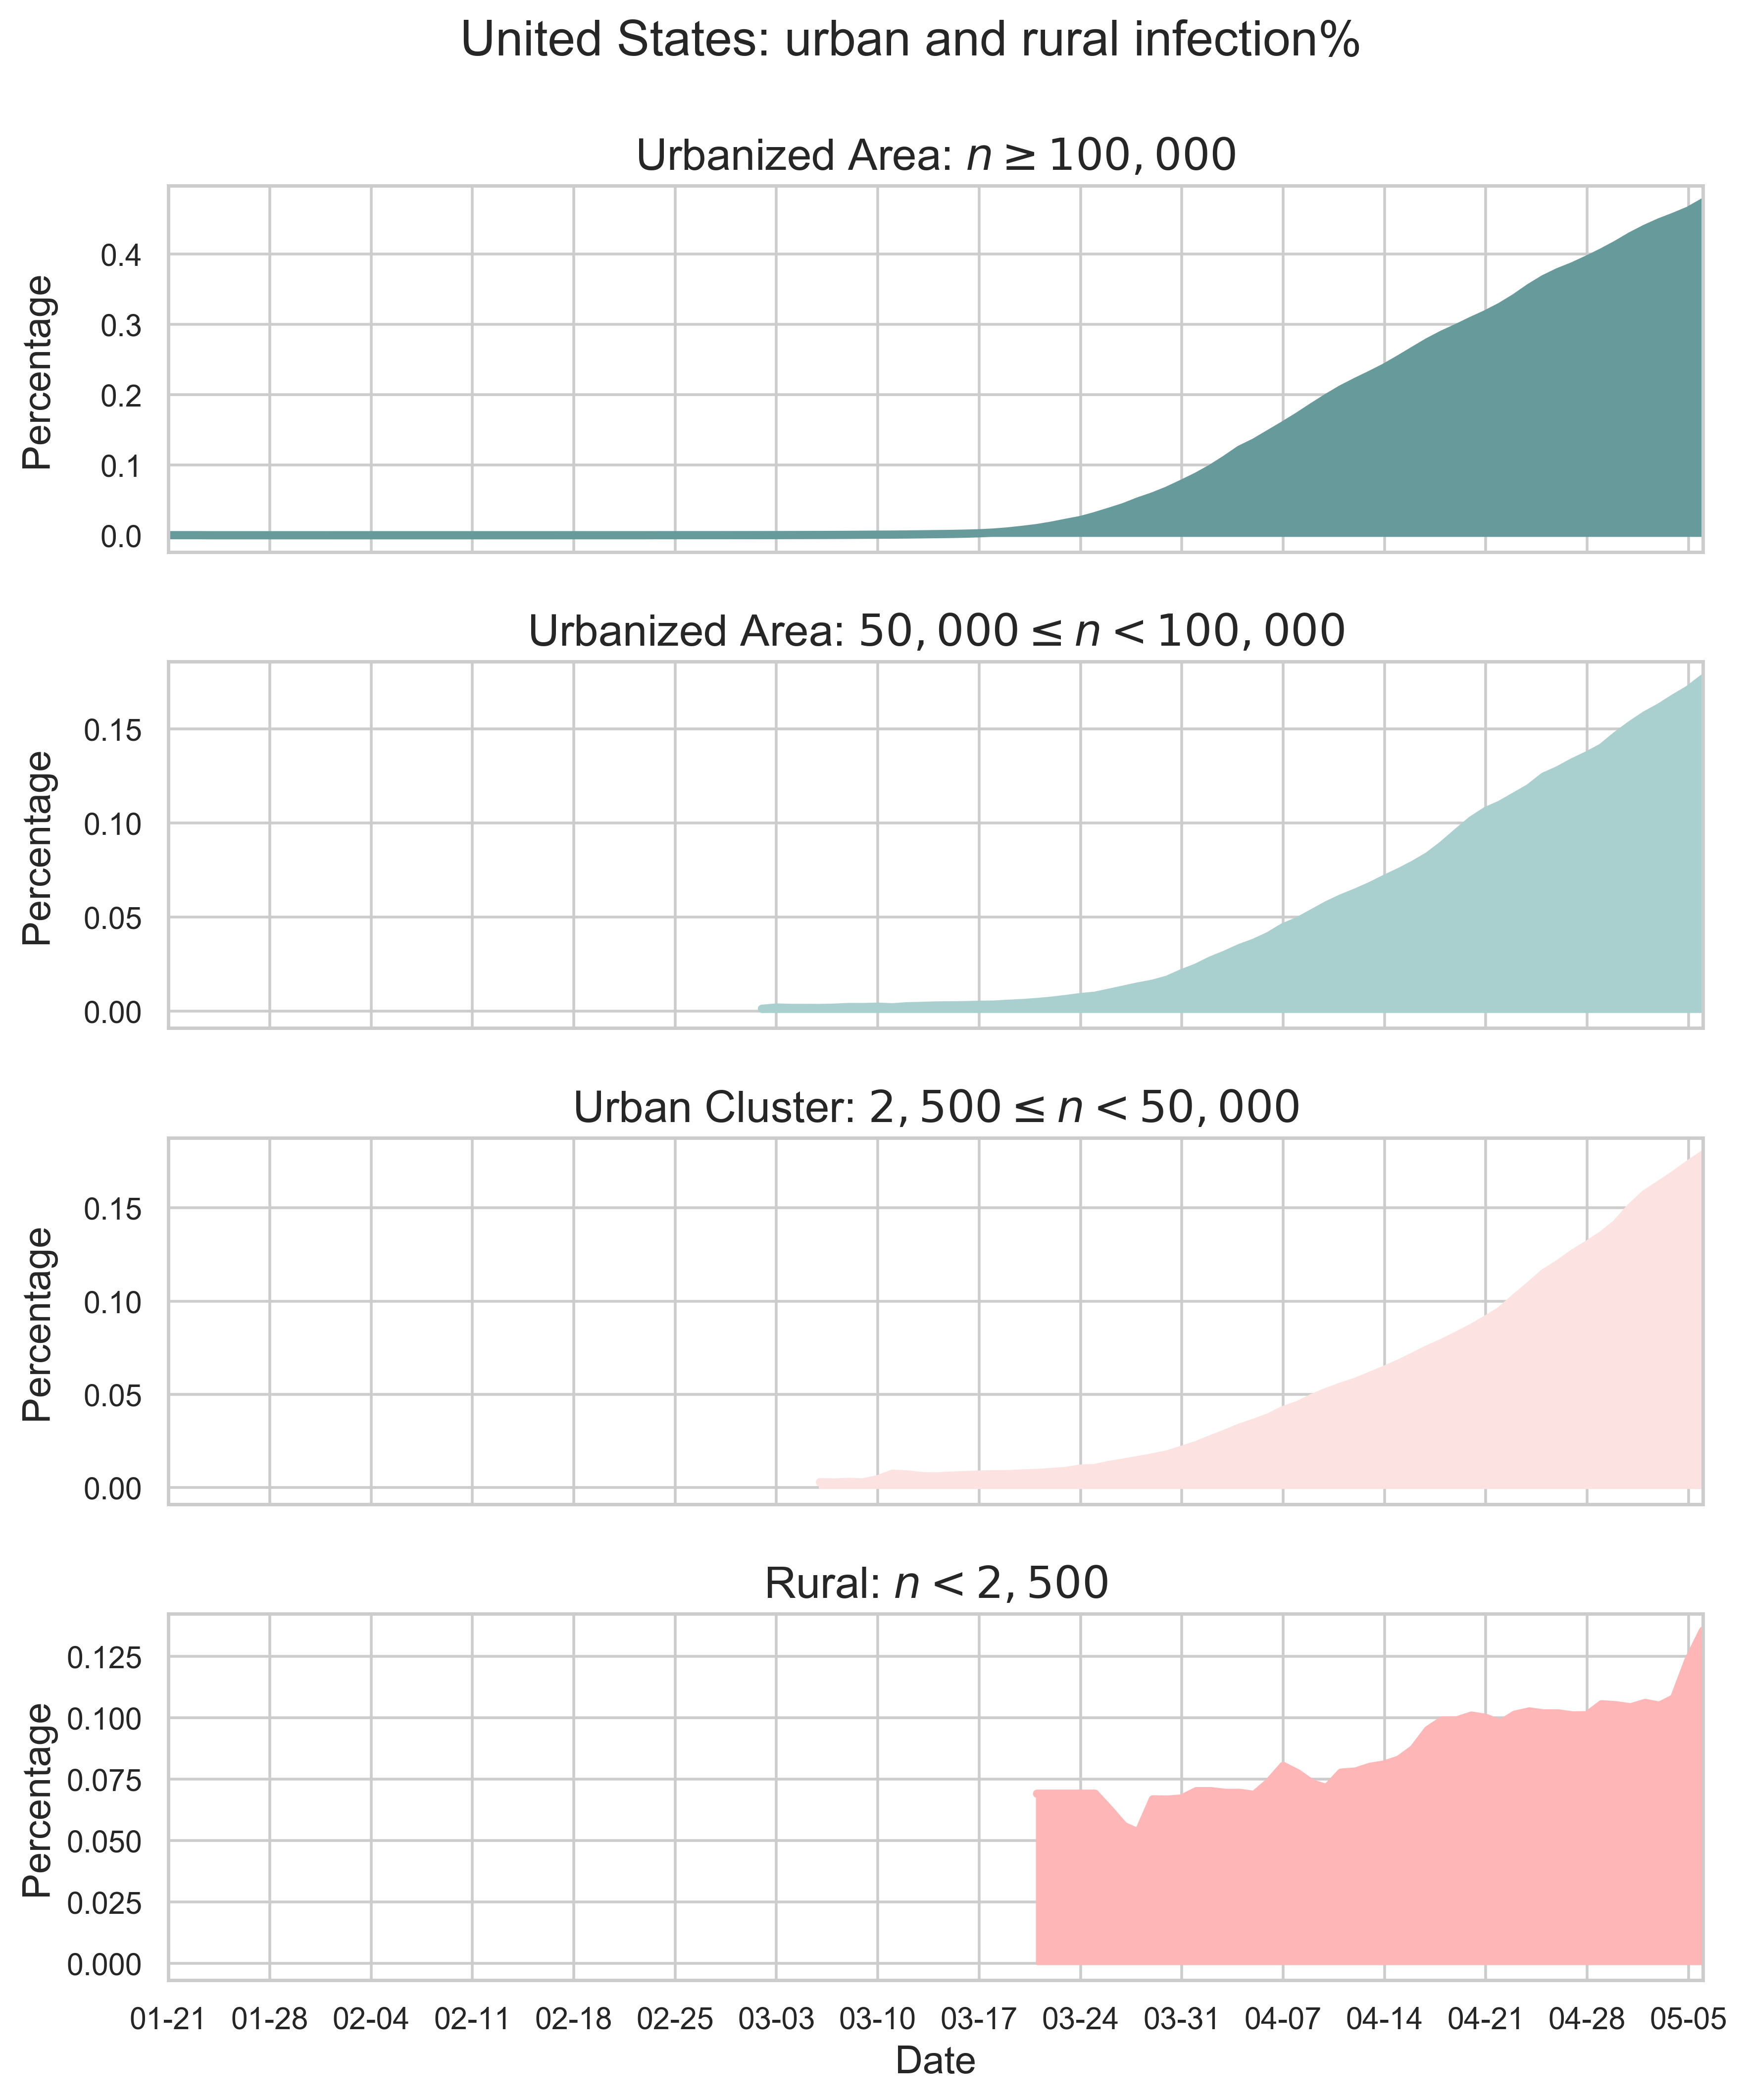 United States: urban and rural infection%
Urbanized Area: n ≥ 100, 000
Percentage
0.4
0.3
0.2
0.1
0.0
Urbanized Area: 50, 000 ≤ n < 100, 000
Percentage
0.15
0.10
0.05
0.00
Urban Cluster: 2, 500 ≤ n < 50, 000
Percentage
0.15
0.10
0.05
0.00
Rural: n < 2, 500
Percentage
0.125
0.100
0.075
0.050
0.025
0.000
01-21 01-28 02-04 02-11 02-18 02-25 03-03 03-10 03-17 03-24 03-31 04-07 04-14 04-21 04-28 05-05
Date